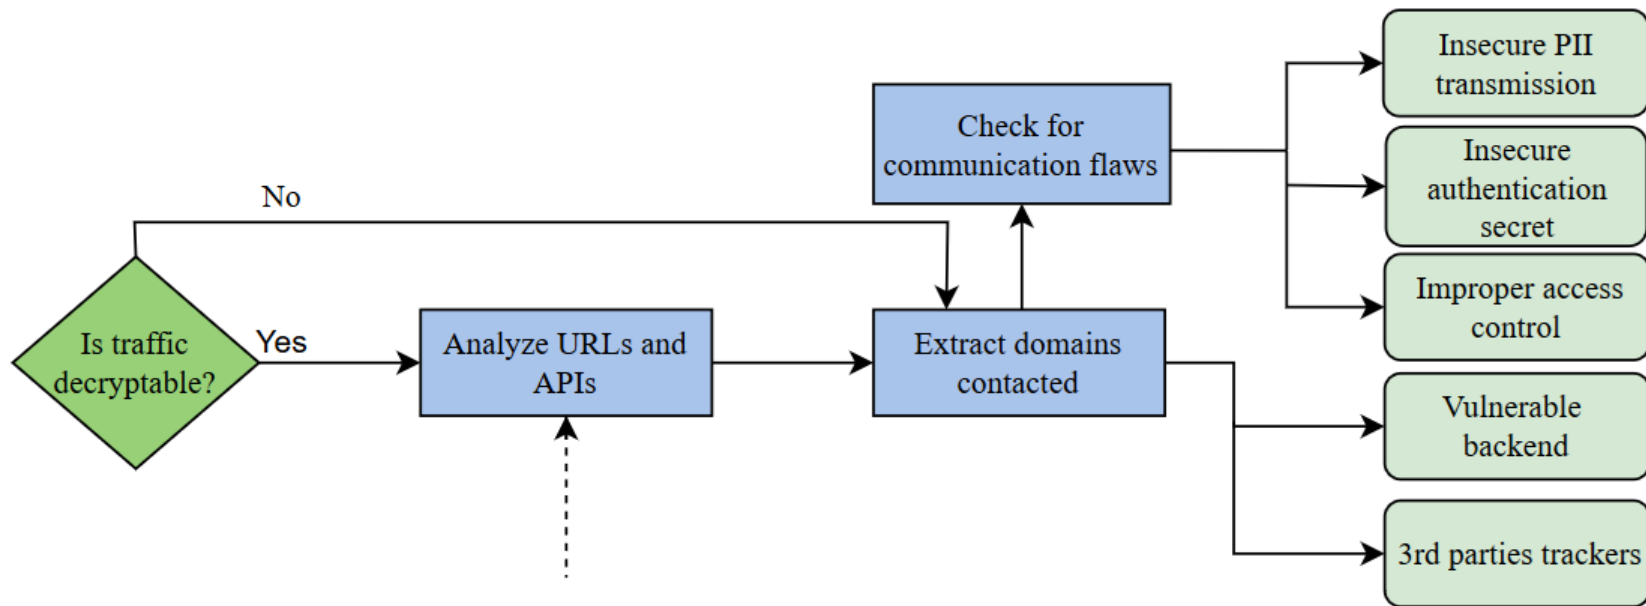 Is traffic
decryptable?
No
Yes
Analyze URLs and
APIs
Extract domains
contacted
Check for
communication flaws
Insecure PII
transmission
Insecure
authentication
secret
Improper access
control
Vulnerable
backend
3rd parties trackers